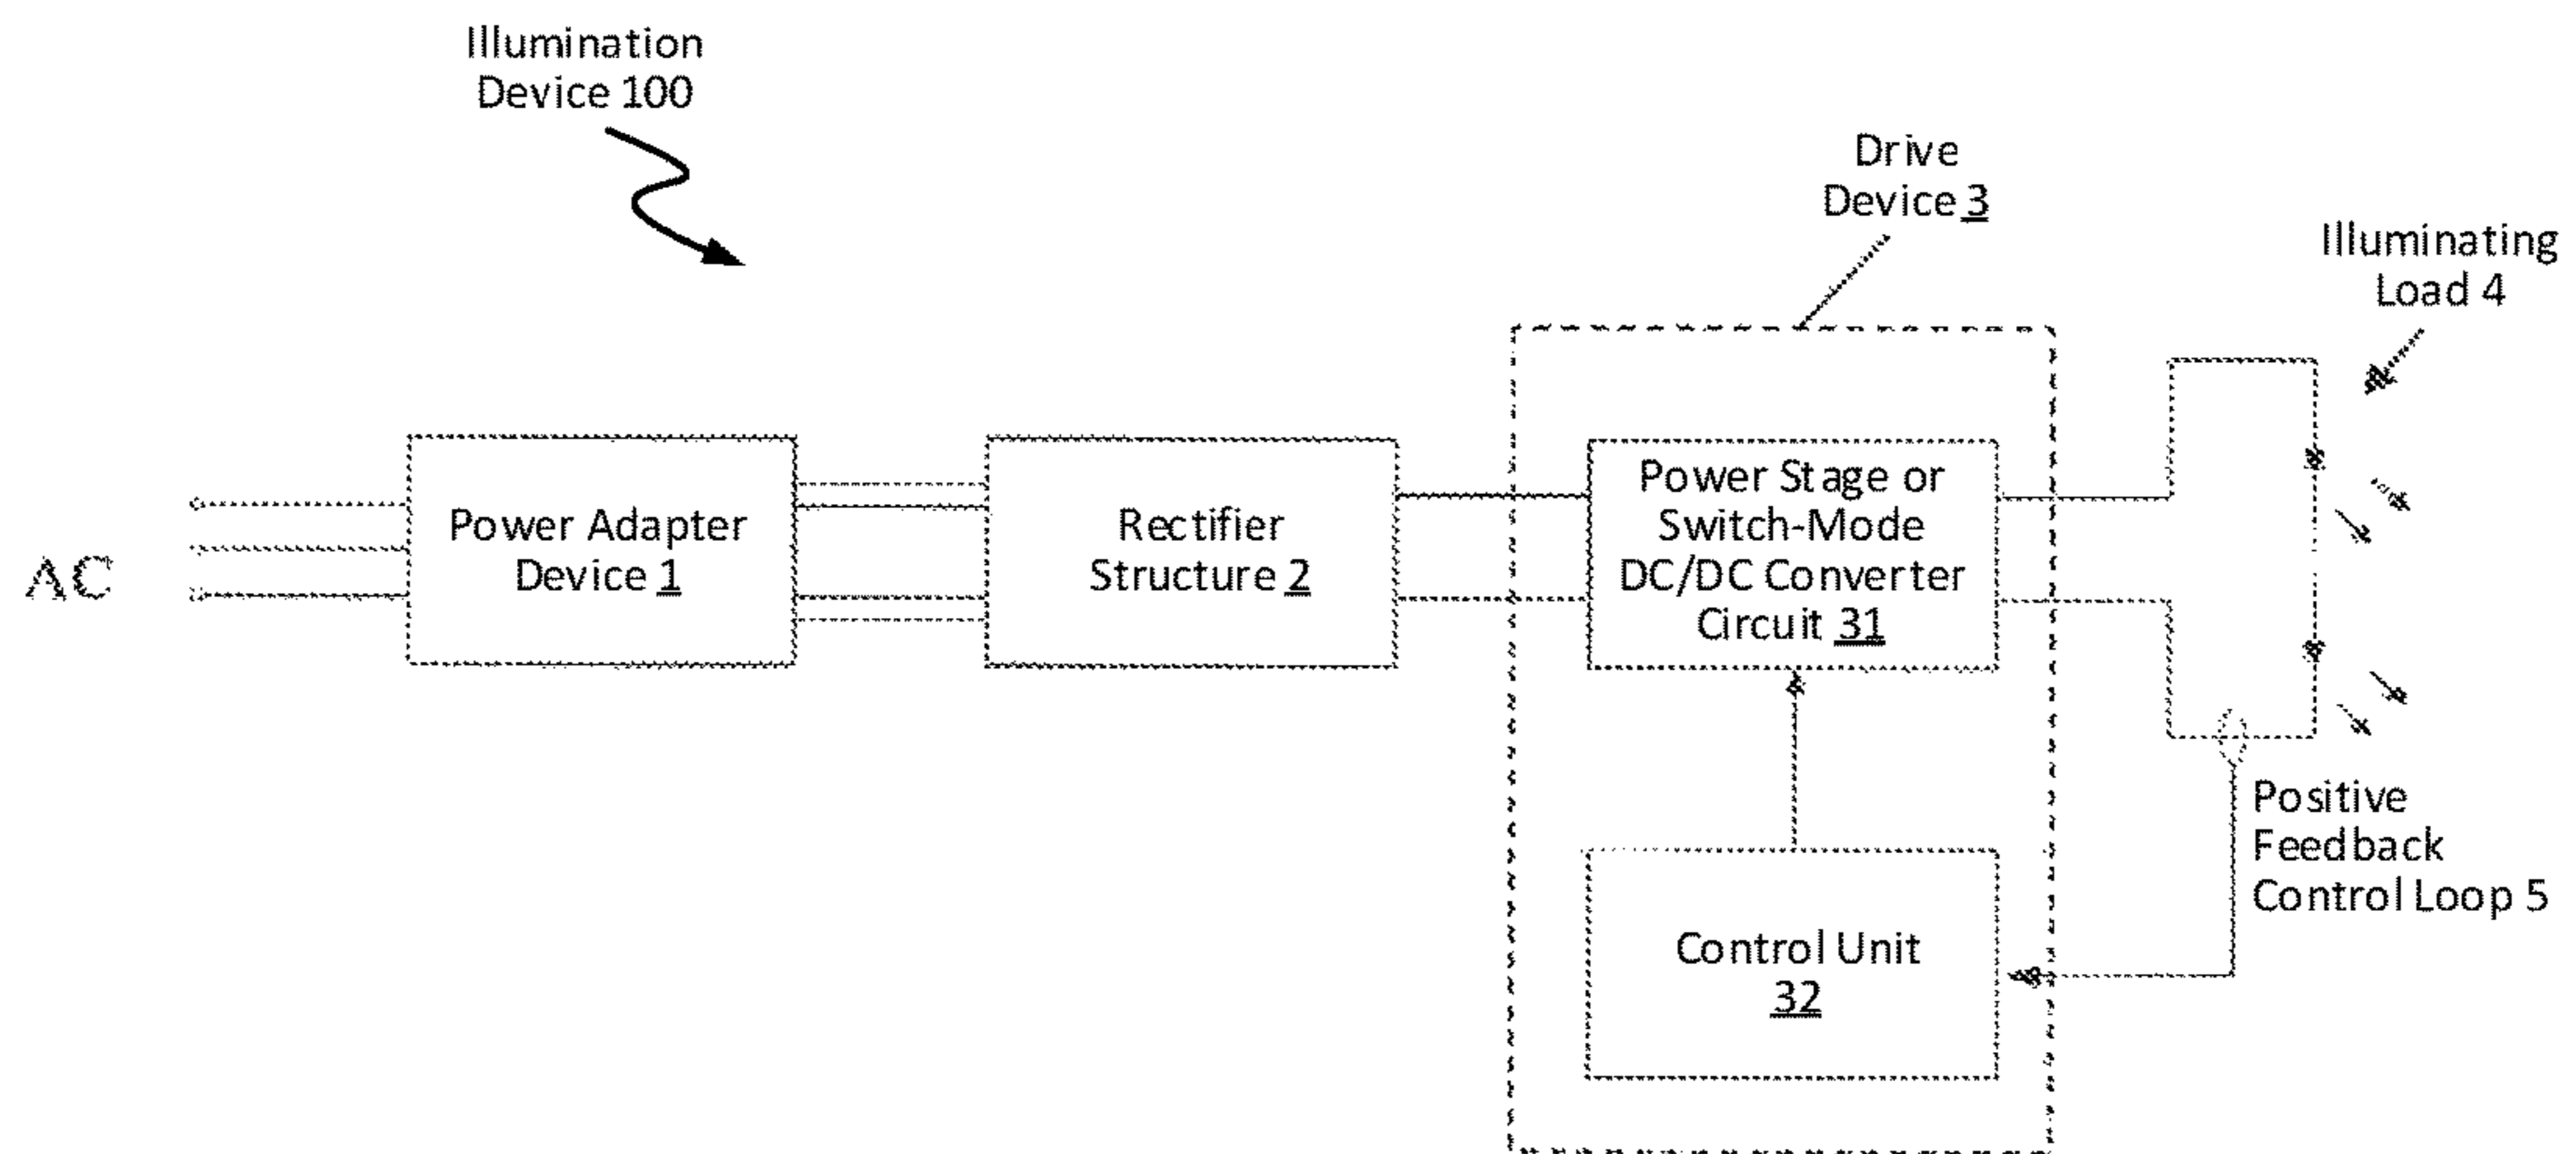 Illumination
Device 100
Drive
Device 3
Illuminating
Load 4
AC
Power Adapter
Device 1
Rectifier
Structure 2
Power Stage or
Switch-Mode
DC/DC Converter
Circuit 31
Positive
Feedback
Control Loop 5
Control Unit
32